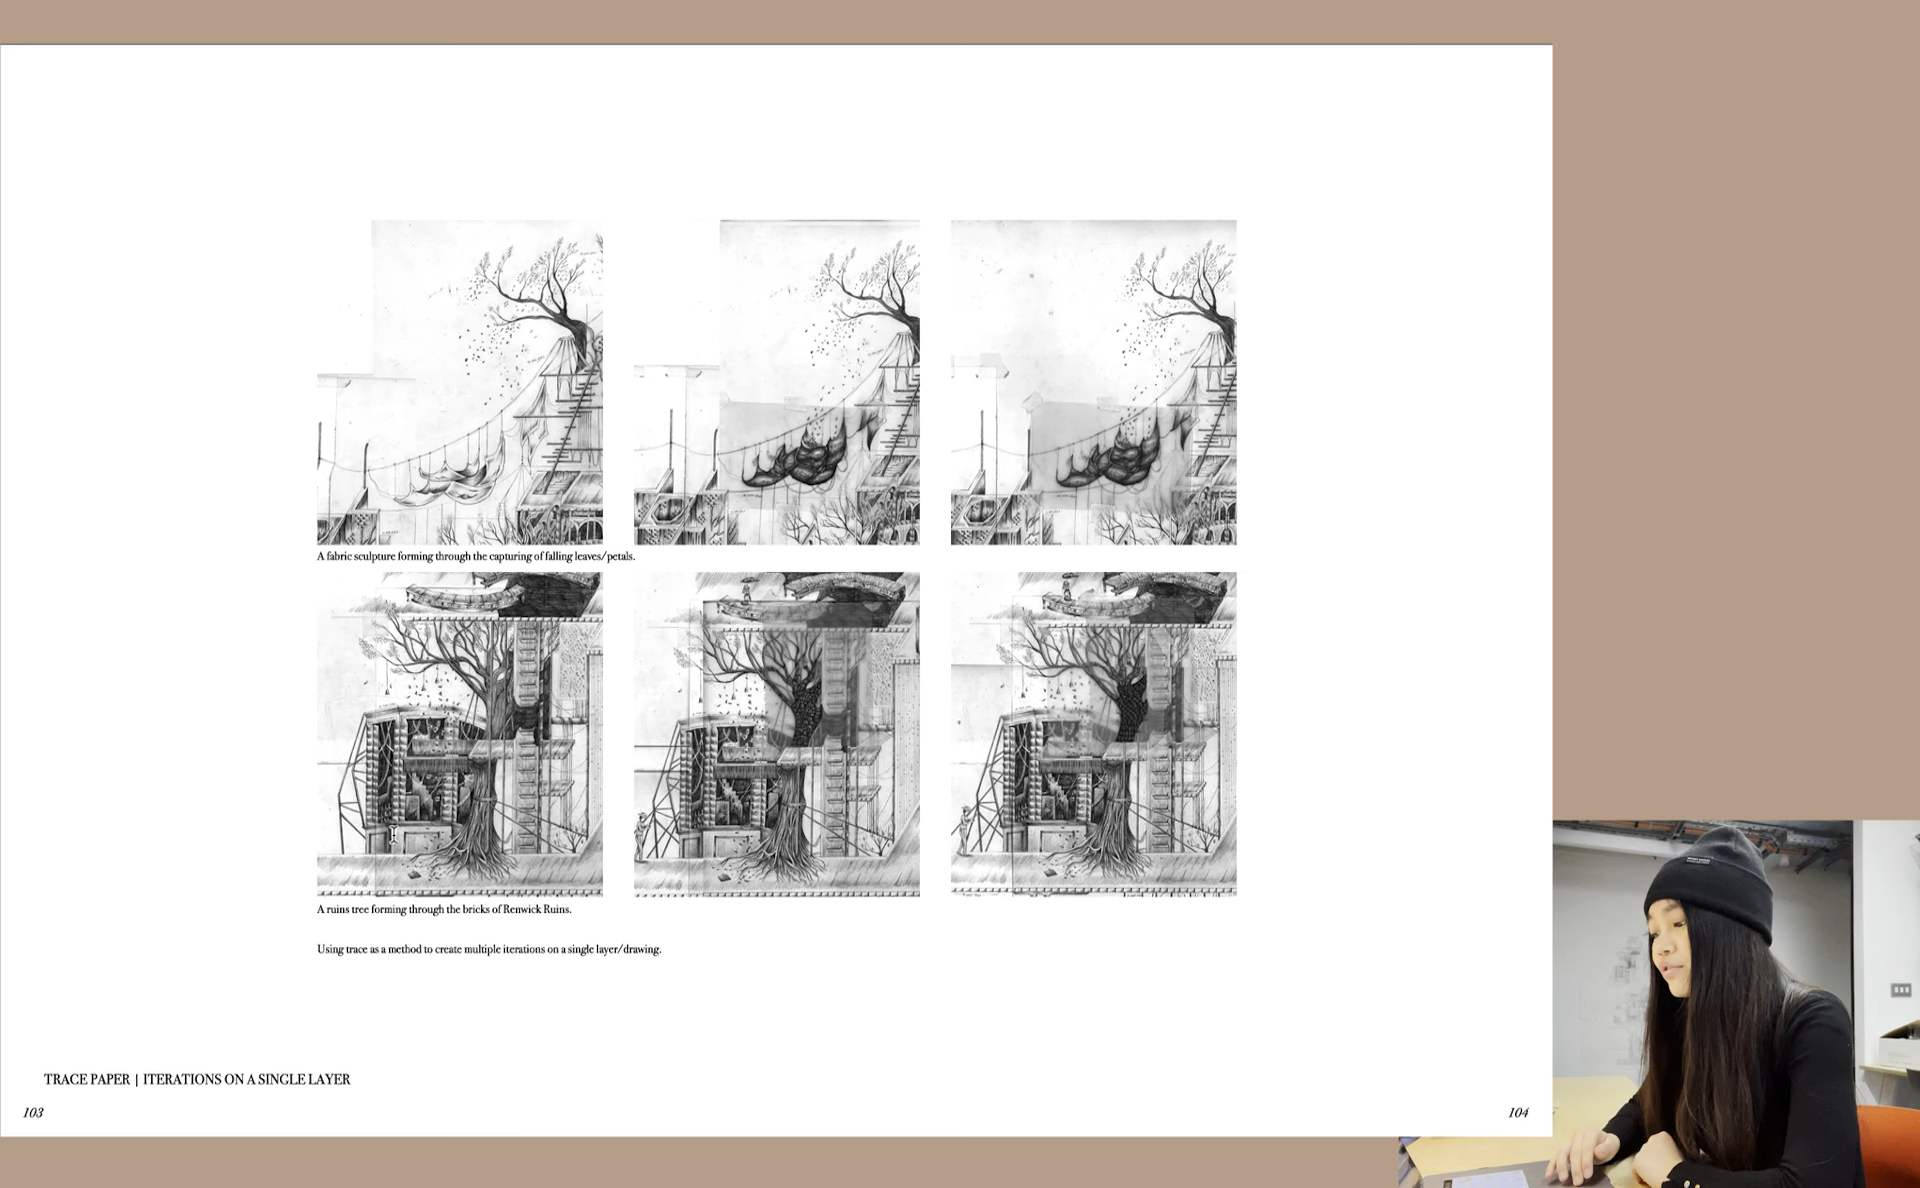 A fabric sculpture forming through the capturing of falling leaves/petals.
A ruins tree forming through the bricks of Renwick Ruins.
Using trace as a method to create multiple iterations on a single layer/drawing.
TRACE PAPER | ITERATIONS ON A SINGLE LAYER
103
104